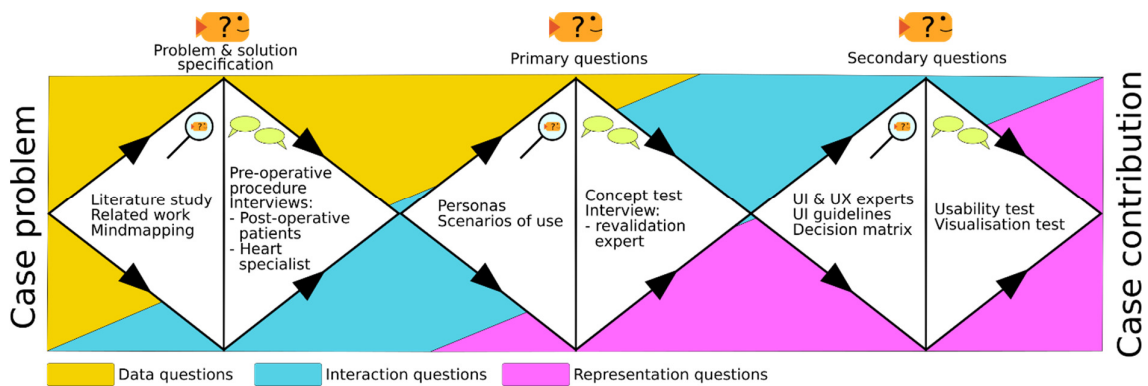 ?
Problem & solution
specification
?
Primary questions
?
Secondary questions
Case problem
?
Literature study
Related work
Mindmapping
Pre-operative
procedure
Interviews:
- Post-operative
patients
- Heart
specialist
?
Personas
Scenarios of use
Concept test
Interview:
- revalidation
expert
?
UI & UX experts
UI guidelines
Decision matrix
Usability test
Visualisation test
Case contribution
Data questions
Interaction questions
Representation questions